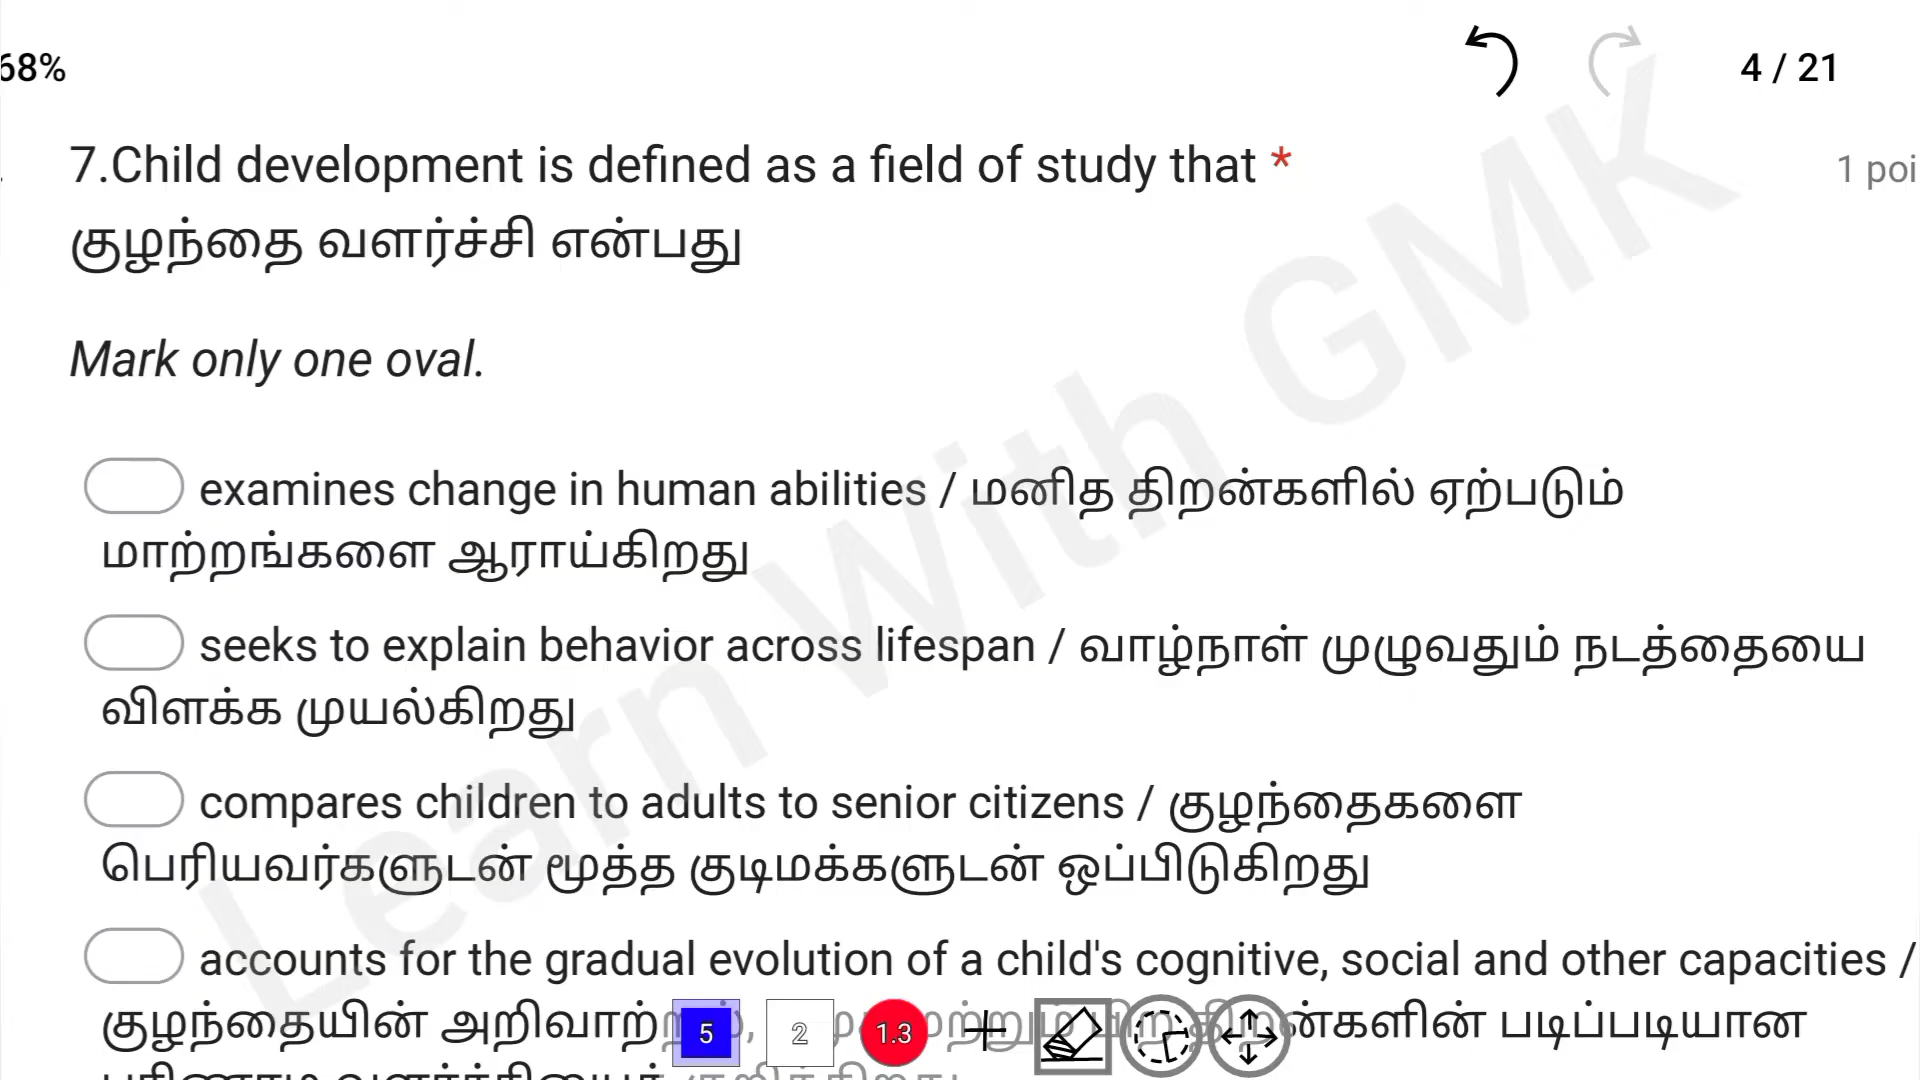 68%
4 / 21
7.Child development is defined as a field of study that *
1 poi
குழந்தை வளர்ச்சி என்பது
Mark only one oval.
examines change in human abilities / மனித திறன்களில் ஏற்படும்
மாற்றங்களை ஆராய்கிறது
seeks to explain behavior across lifespan / வாழ்நாள் முழுவதும் நடத்தையை
விளக்க முயல்கிறது
compares children to adults to senior citizens / குழந்தைகளை
பெரியவர்களுடன் மூத்த குடிமக்களுடன் ஒப்பிடுகிறது
accounts for the gradual evolution of a child's cognitive, social and other capacities /
குழந்தையின் படிப்படியான
5 2 1.3
Learn With GMK